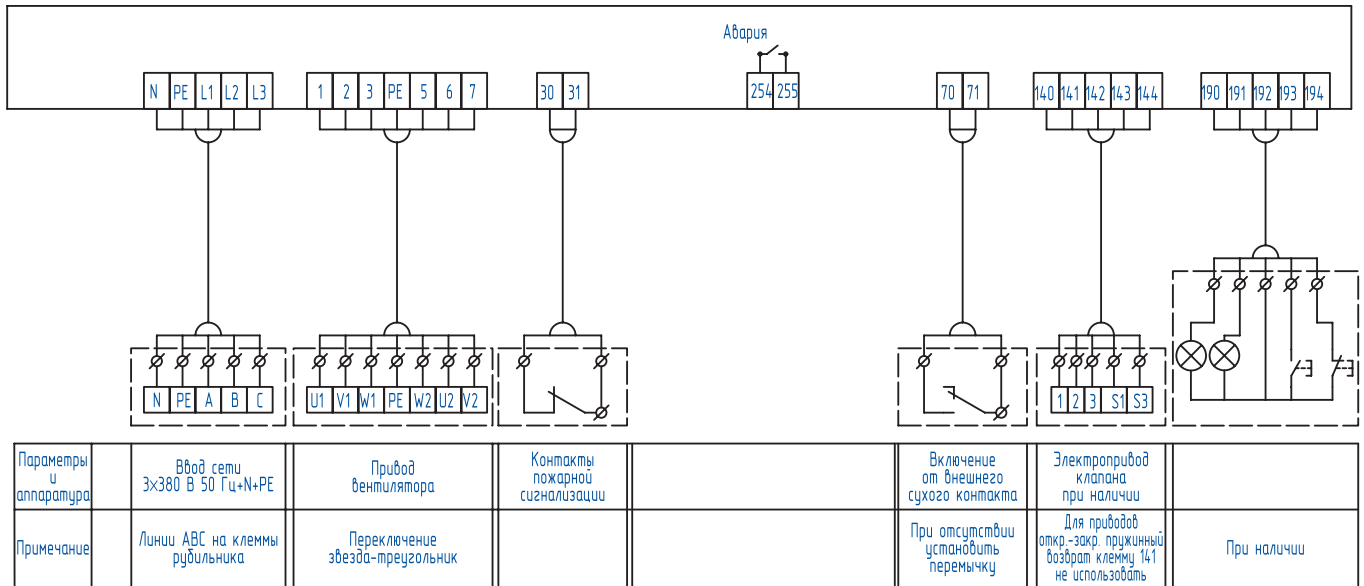 Авария
N PE L1 L2 L3 1 2 3 PE 5 6 7 30 31 254 255 70 71 140 141 142 143 144 190 191 192 193 194
N PE A B C U1 V1 W1 PE W2 U2 V2 1 2 3 S1 S3
Параметры
и
аппаратура
Ввод сети
3×380 В 50 Гц+N+PE
Привод
вентилятора
Контакты
пожарной
сигнализации
Включение
от внешнего
сухого контакта
Электропривод
клапана
при наличии
Примечание
Линии АВС на клеммы
рубильника
Переключение
звезда-треугольник
При отсутствии
установить
перемычку
Для приводов
откр.-закр. пружинный
возврат клемму 141
не использовать
При наличии